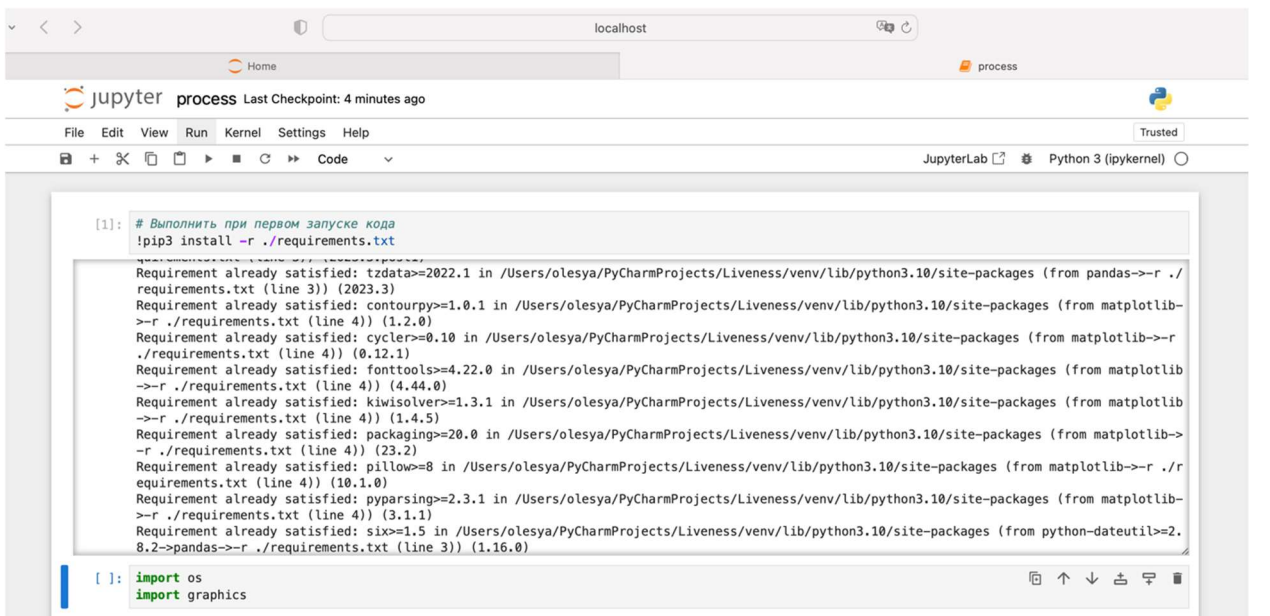 localhost
Home
process
jupyter process Last Checkpoint: 4 minutes ago
File Edit View Run Kernel Settings Help
Trusted
Code
JupyterLab
Python 3 (ipykernel)
[1]: # Выполнить при первом запуске кода
!pip3 install -r ./requirements.txt
quirements.txt (line 3)) (2023.3.post1)
Requirement already satisfied: tzdata>=2022.1 in /Users/olesya/PyCharmProjects/Liveness/venv/lib/python3.10/site-packages (from pandas->-r ./
requirements.txt (line 3)) (2023.3)
Requirement already satisfied: contourpy>=1.0.1 in /Users/olesya/PyCharmProjects/Liveness/venv/lib/python3.10/site-packages (from matplotlib-
>-r ./requirements.txt (line 4)) (1.2.0)
Requirement already satisfied: cycler>=0.10 in /Users/olesya/PyCharmProjects/Liveness/venv/lib/python3.10/site-packages (from matplotlib->-r
./requirements.txt (line 4)) (0.12.1)
Requirement already satisfied: fonttools>=4.22.0 in /Users/olesya/PyCharmProjects/Liveness/venv/lib/python3.10/site-packages (from matplotlib
->-r ./requirements.txt (line 4)) (4.44.0)
Requirement already satisfied: kiwisolver>=1.3.1 in /Users/olesya/PyCharmProjects/Liveness/venv/lib/python3.10/site-packages (from matplotlib
->-r ./requirements.txt (line 4)) (1.4.5)
Requirement already satisfied: packaging>=20.0 in /Users/olesya/PyCharmProjects/Liveness/venv/lib/python3.10/site-packages (from matplotlib->
-r ./requirements.txt (line 4)) (23.2)
Requirement already satisfied: pillow>=8 in /Users/olesya/PyCharmProjects/Liveness/venv/lib/python3.10/site-packages (from matplotlib->-r ./r
equirements.txt (line 4)) (10.1.0)
Requirement already satisfied: pyparsing>=2.3.1 in /Users/olesya/PyCharmProjects/Liveness/venv/lib/python3.10/site-packages (from matplotlib-
>-r ./requirements.txt (line 4)) (3.1.1)
Requirement already satisfied: six>=1.5 in /Users/olesya/PyCharmProjects/Liveness/venv/lib/python3.10/site-packages (from python-dateutil>=2.
8.2->pandas->-r ./requirements.txt (line 3)) (1.16.0)
[ ]: import os
import graphics